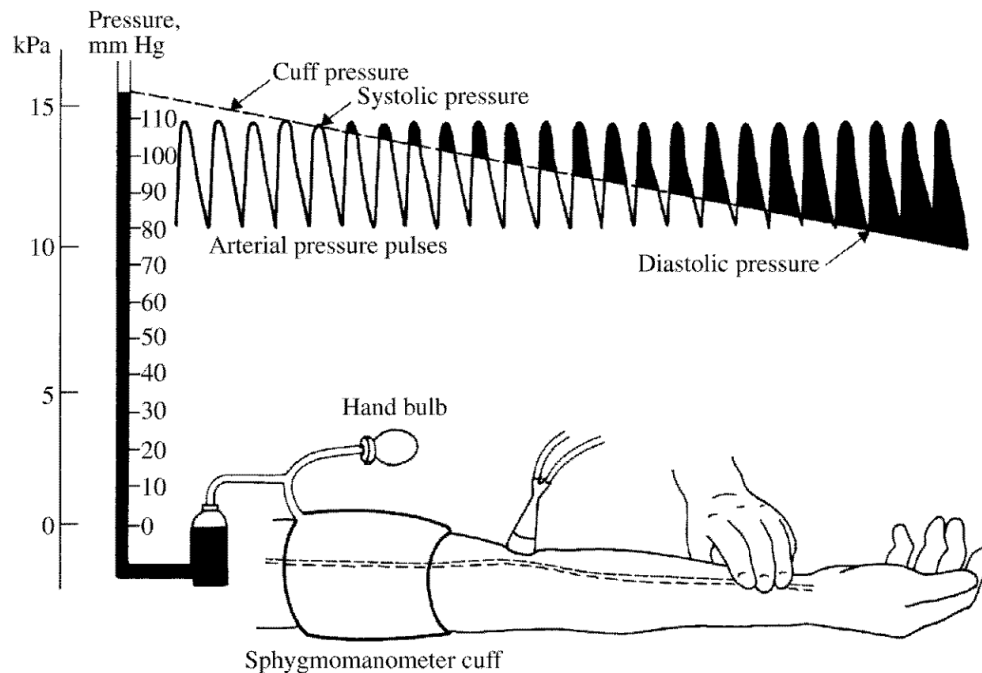 Pressure,
kPa mm Hg
Cuff pressure
Systolic pressure
15
110
100
90
80
Arterial pressure pulses
10
Diastolic pressure
70
60
50
5
40
Hand bulb
30
20
10
0 0
Sphygmomanometer cuff